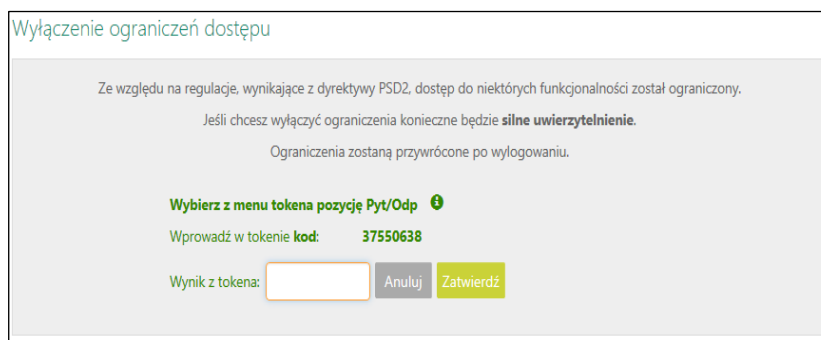 Wyłączenie ograniczeń dostępu
Ze względu na regulacje, wynikające z dyrektywy PSD2, dostęp do niektórych funkcjonalności został ograniczony.
Jeśli chcesz wyłączyć ograniczenia konieczne będzie silne uwierzytelnienie.
Ograniczenia zostaną przywrócone po wylogowaniu.
Wybierz z menu tokena pozycję Pyt/Odp
Wprowadź w tokenie kod: 37550638
Wynik z tokena: Anuluj Zatwierdź